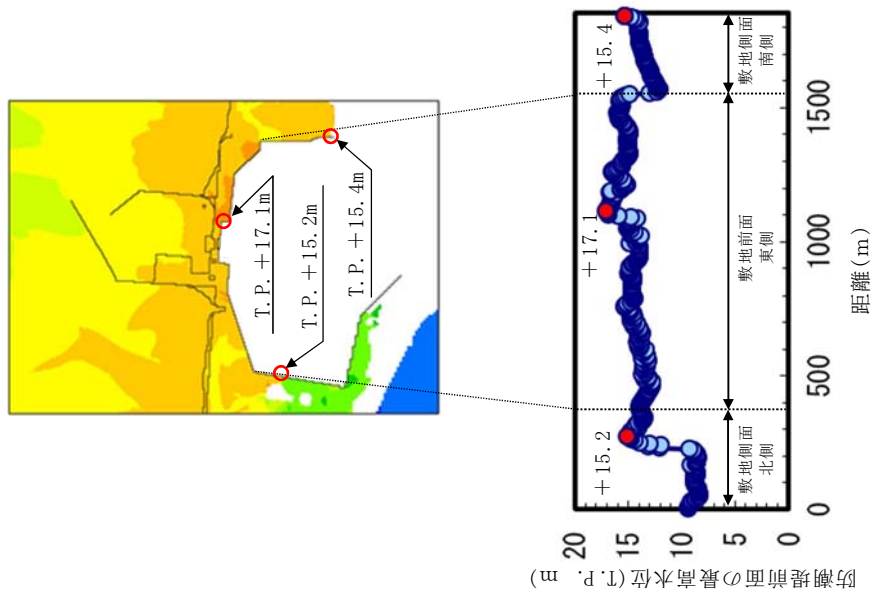 T.P.+17.1m
T.P.+15.2m
T.P.+15.4m
防潮堤前面の最高水位(T.P. m)
20
15
10
5
0
+15.2
+17.1
+15.4
敷地側面
北側
敷地前面
東側
敷地側面
南側
0
500
1000
1500
距離(m)